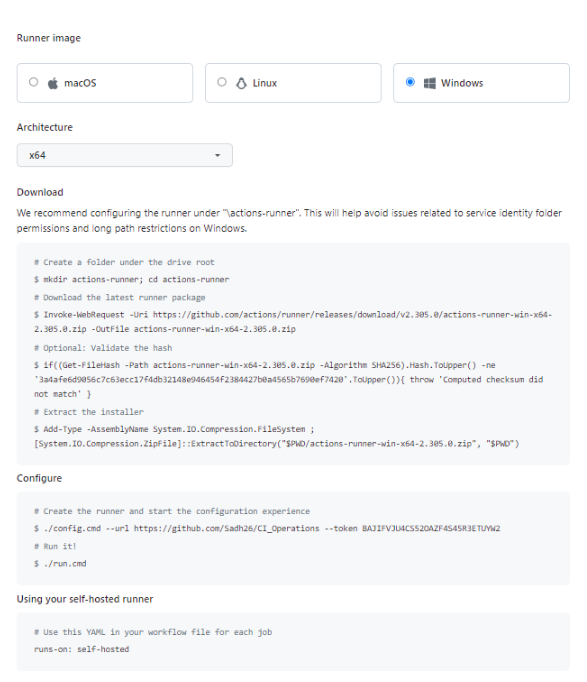 Runner image
macOS
Linux
Windows
Architecture
x64
Download
We recommend configuring the runner under "\actions-runner". This will help avoid issues related to service identity folder
permissions and long path restrictions on Windows.
# Create a folder under the drive root
$ mkdir actions-runner; cd actions-runner
# Download the latest runner package
$ Invoke-WebRequest -Uri https://github.com/actions/runner/releases/download/v2.305.0/actions-runner-win-x64-
2.305.0.zip -OutFile actions-runner-win-x64-2.305.0.zip
# Optional: Validate the hash
$ if((Get-FileHash -Path actions-runner-win-x64-2.305.0.zip -Algorithm SHA256).Hash.ToUpper() -ne
'3a4afe6d9056c7c63ecc17f4db32148e946454f2384427b0a4565b7690ef7420'.ToUpper()){ throw 'Computed checksum did
not match' }
# Extract the installer
$ Add-Type -AssemblyName System.IO.Compression.FileSystem ;
[System.IO.Compression.ZipFile]::ExtractToDirectory("$PWD/actions-runner-win-x64-2.305.0.zip", "$PWD")
Configure
# Create the runner and start the configuration experience
$ ./config.cmd --url https://github.com/Sadh26/CI_Operations --token BAJIFVJU4CS52OAZF4S45R3ETUYW2
# Run it!
$ ./run.cmd
Using your self-hosted runner
# Use this YAML in your workflow file for each job
runs-on: self-hosted